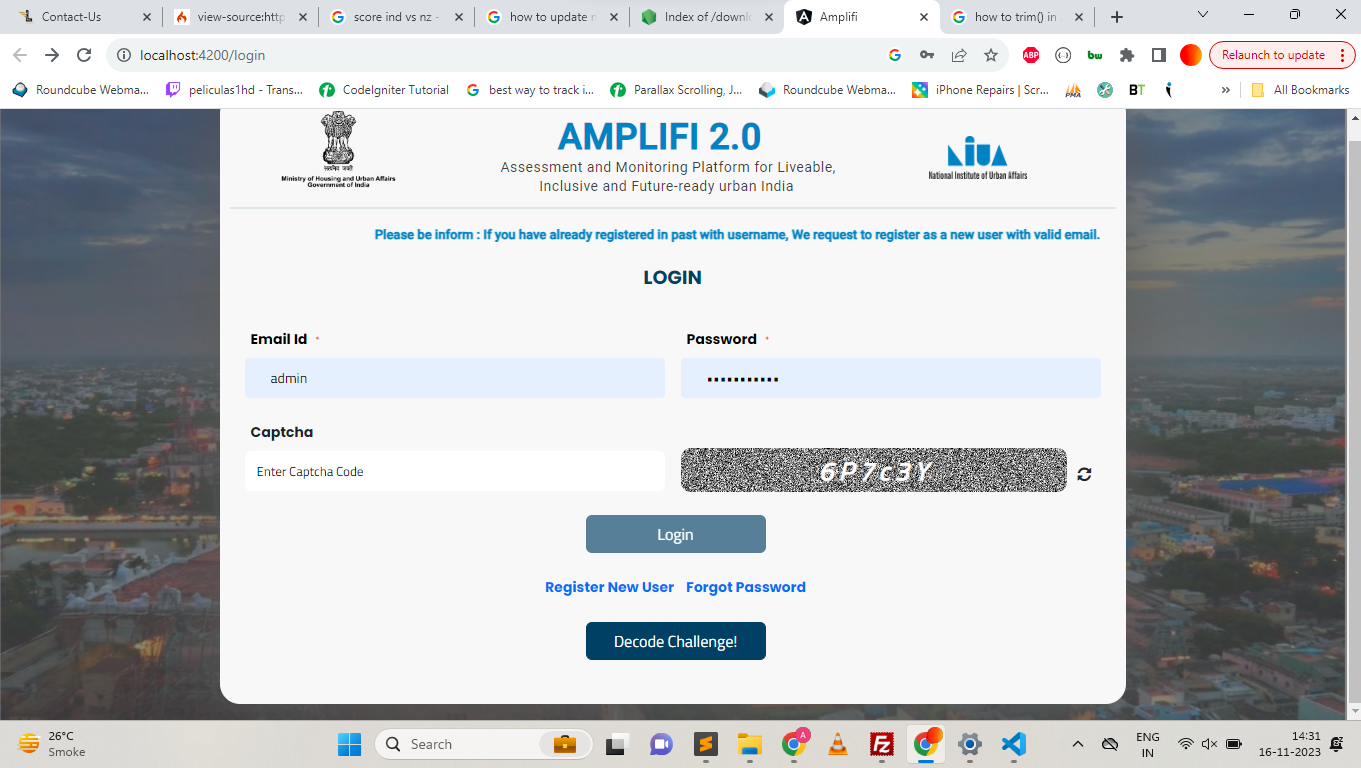 Contact-Us
view-source:http
score ind vs nz -
how to update n
Index of /downlo
Amplifi
how to trim() in
localhost:4200/login
ABP
bw
Relaunch to update
Roundcube Webma...
peliculas1hd - Trans...
CodeIgniter Tutorial
best way to track i...
Parallax Scrolling, J...
Roundcube Webma...
iPhone Repairs | Scr...
PMA
BT
»
All Bookmarks
सत्यमेव जयते
Ministry of Housing and Urban Affairs
Government of India
AMPLIFI 2.0
Assessment and Monitoring Platform for Liveable,
Inclusive and Future-ready urban India
NIUA
National Institute of Urban Affairs
Please be inform : If you have already registered in past with username, We request to register as a new user with valid email.
LOGIN
Email Id *
Password *
admin
•••••••••••
Captcha
Enter Captcha Code
6P7c3Y
Login
Register New User Forgot Password
Decode Challenge!
26°C
Smoke
Search
A
Fz
ENG
IN
14:31
16-11-2023